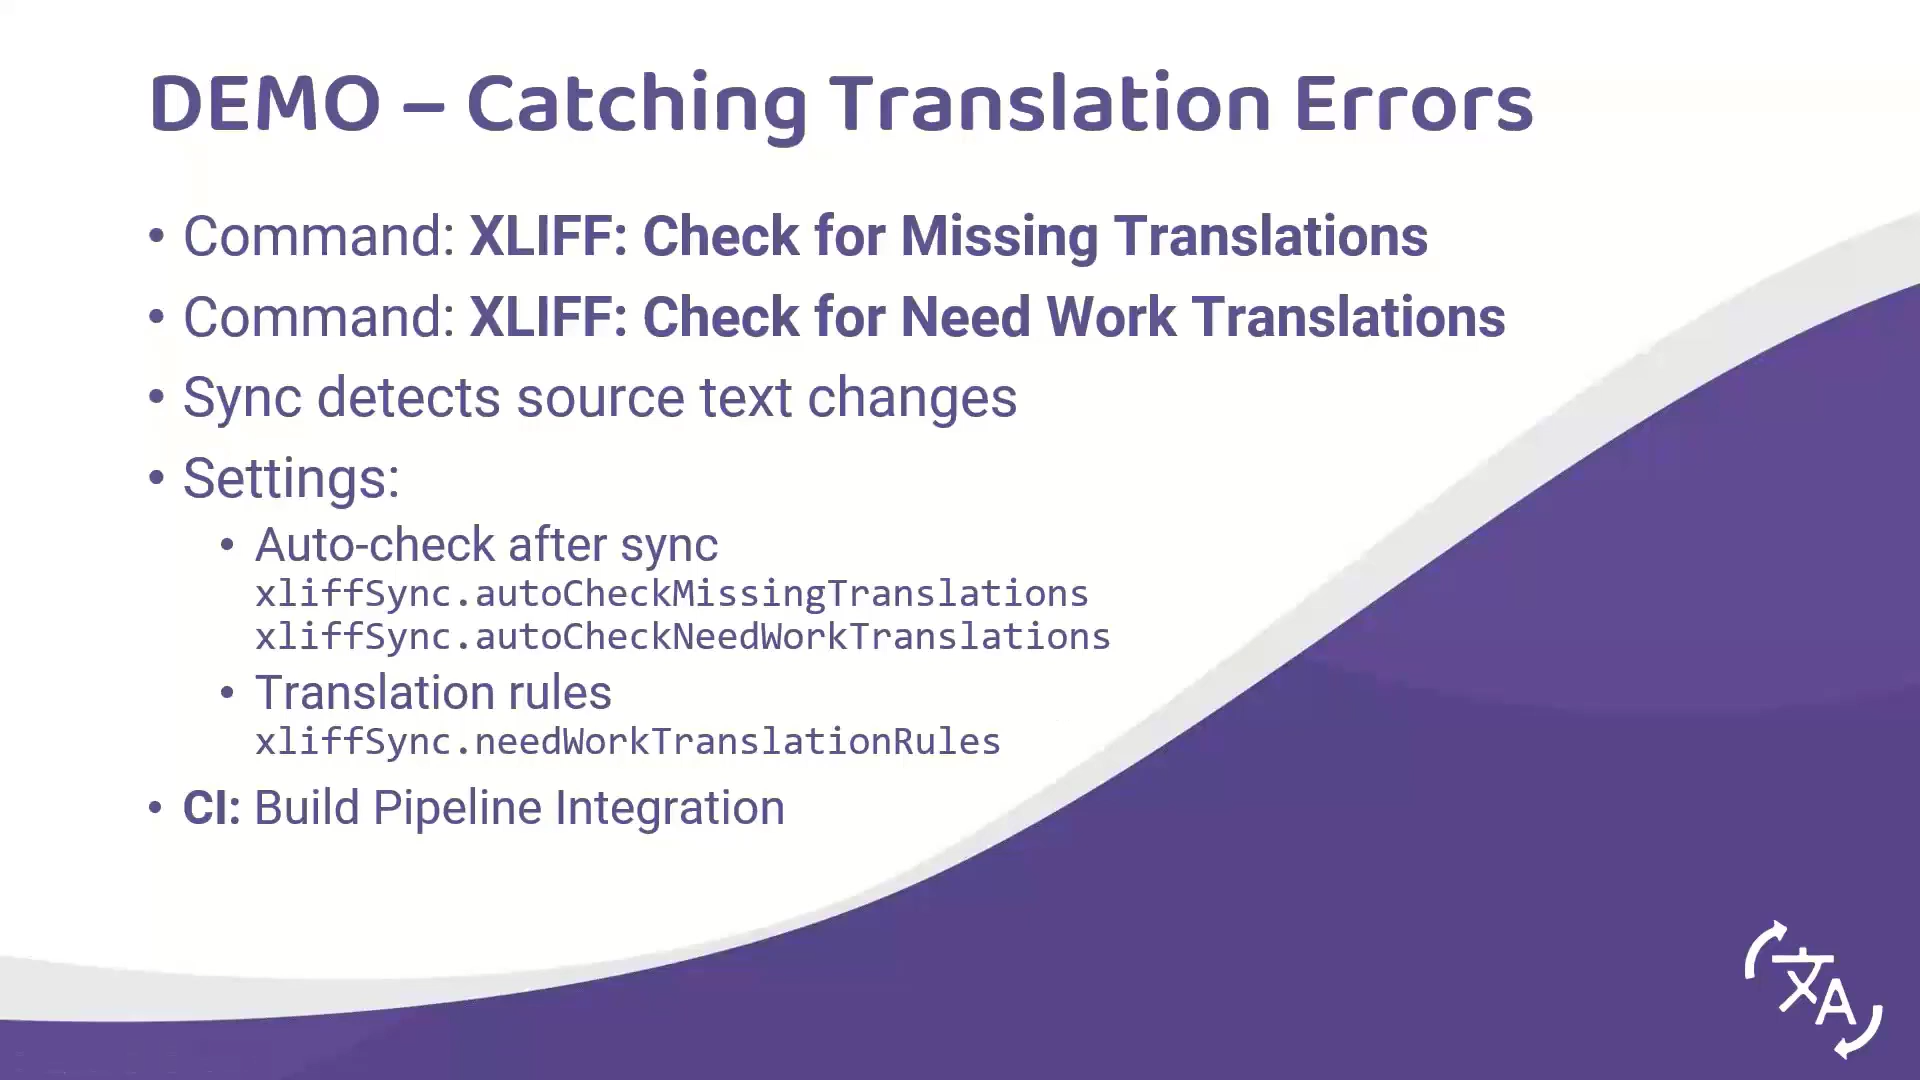 DEMO – Catching Translation Errors
• Command: XLIFF: Check for Missing Translations
• Command: XLIFF: Check for Need Work Translations
• Sync detects source text changes
• Settings:
• Auto-check after sync
xliffSync.autoCheckMissingTranslations
xliffSync.autoCheckNeedWorkTranslations
• Translation rules
xliffSync.needWorkTranslationRules
• CI: Build Pipeline Integration
文A